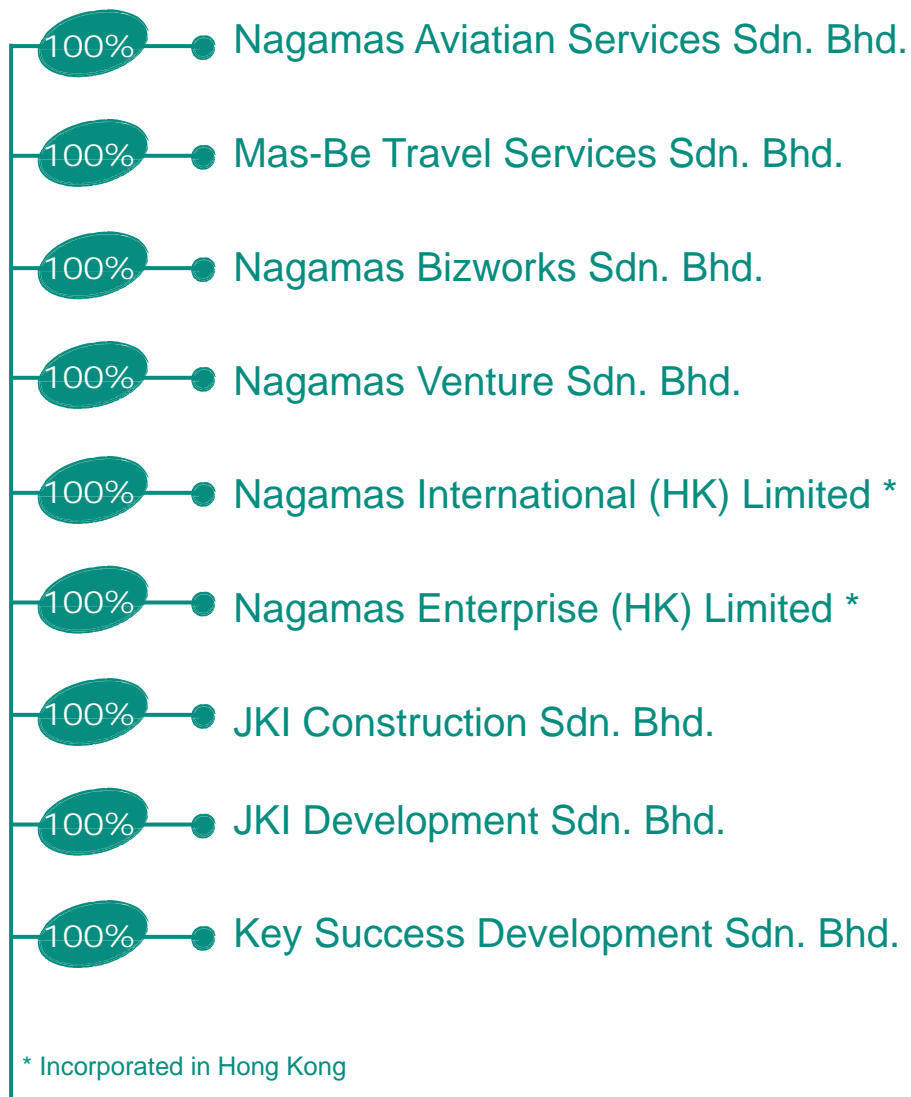 100% Nagamas Aviatian Services Sdn. Bhd.
100% Mas-Be Travel Services Sdn. Bhd.
100% Nagamas Bizworks Sdn. Bhd.
100% Nagamas Venture Sdn. Bhd.
100% Nagamas International (HK) Limited *
100% Nagamas Enterprise (HK) Limited *
100% JKI Construction Sdn. Bhd.
100% JKI Development Sdn. Bhd.
100% Key Success Development Sdn. Bhd.
* Incorporated in Hong Kong